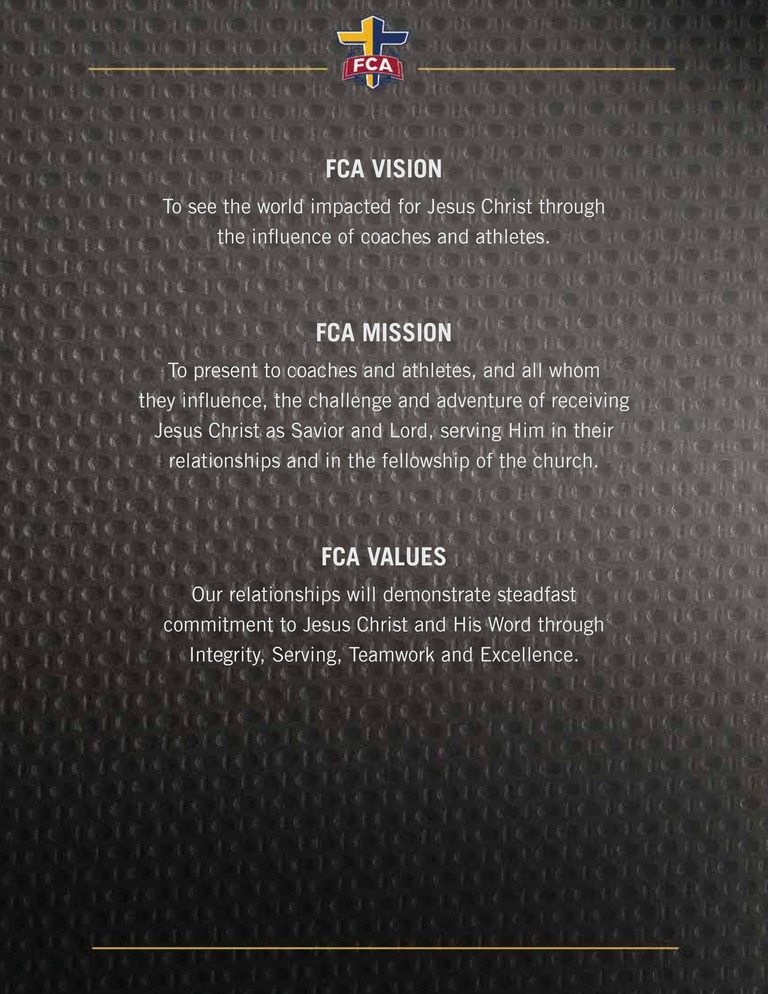 FCA
FCA VISION
To see the world impacted for Jesus Christ through
the influence of coaches and athletes.
FCA MISSION
To present to coaches and athletes, and all whom
they influence, the challenge and adventure of receiving
Jesus Christ as Savior and Lord, serving Him in their
relationships and in the fellowship of the church.
FCA VALUES
Our relationships will demonstrate steadfast
commitment to Jesus Christ and His Word through
Integrity, Serving, Teamwork and Excellence.